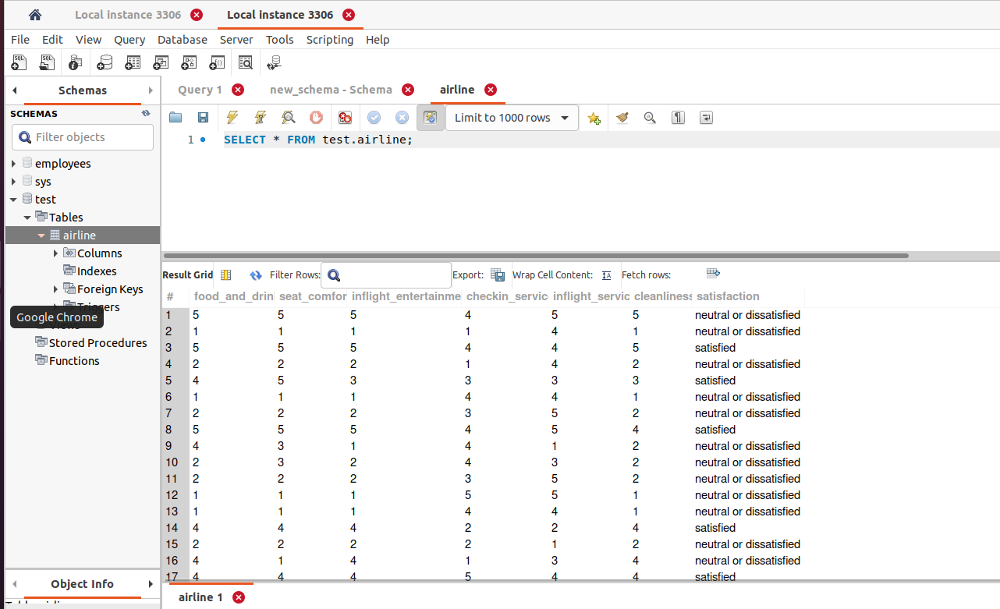 Local instance 3306 Local instance 3306
File Edit View Query Database Server Tools Scripting Help
Schemas
SCHEMAS
Filter objects
employees
sys
test
Tables
airline
Columns
Indexes
Foreign Keys
Triggers
Google Chrome
Views
Stored Procedures
Functions
Object Info
Query 1 new_schema - Schema airline
Limit to 1000 rows
1 SELECT * FROM test.airline;
Result Grid Filter Rows: Export: Wrap Cell Content: Fetch rows:
# food_and_drin seat_comfor inflight_entertainme checkin_service inflight_servic cleanliness satisfaction
1 5 5 5 4 5 5 neutral or dissatisfied
2 1 1 1 1 4 1 neutral or dissatisfied
3 5 5 5 4 4 5 satisfied
4 2 2 2 1 4 2 neutral or dissatisfied
5 4 5 3 3 3 3 satisfied
6 1 1 1 4 4 1 neutral or dissatisfied
7 2 2 2 3 5 2 neutral or dissatisfied
8 5 5 5 4 5 4 satisfied
9 4 3 1 4 1 2 neutral or dissatisfied
10 2 3 2 4 3 2 neutral or dissatisfied
11 2 2 2 3 5 2 neutral or dissatisfied
12 1 1 1 5 5 1 neutral or dissatisfied
13 1 1 1 4 4 1 neutral or dissatisfied
14 4 4 4 2 2 4 satisfied
15 2 2 2 2 1 2 neutral or dissatisfied
16 4 1 4 1 3 4 neutral or dissatisfied
17 4 4 4 5 4 4 satisfied
airline 1